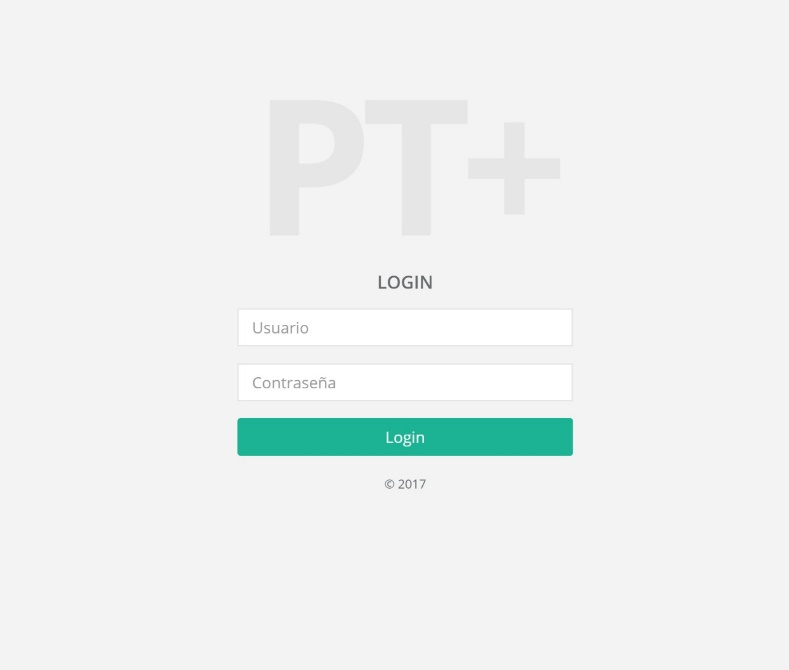 PT+
LOGIN
Usuario
Contraseña
Login
© 2017